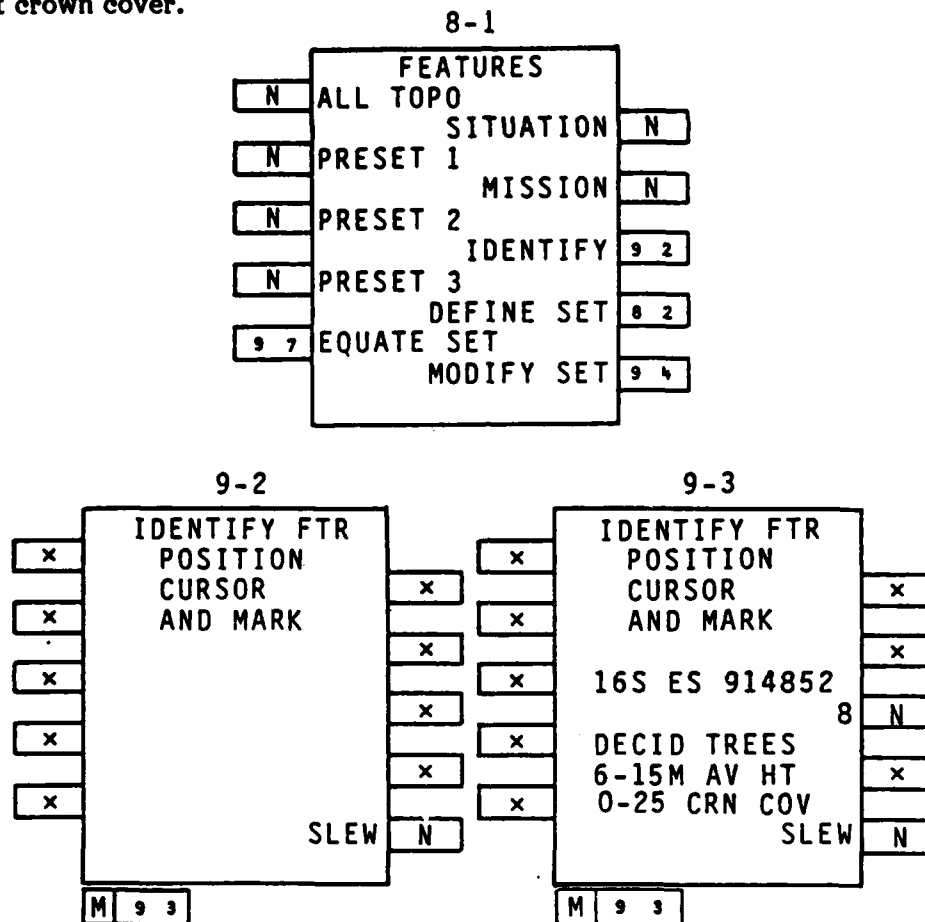 t crown cover.
8-1
FEATURES
N ALL TOPO
SITUATION N
N PRESET 1
MISSION N
N PRESET 2
IDENTIFY 9 2
N PRESET 3
DEFINE SET 8 2
9 7 EQUATE SET
MODIFY SET 9 4
9-2
IDENTIFY FTR
x POSITION
CURSOR x
x AND MARK
x
x
x
x
x
x
SLEW N
M 9 3
9-3
IDENTIFY FTR
x POSITION
CURSOR x
x AND MARK
x
x 16S ES 914852
8 N
x DECID TREES
6-15M AV HT x
x 0-25 CRN COV
SLEW N
M 9 3